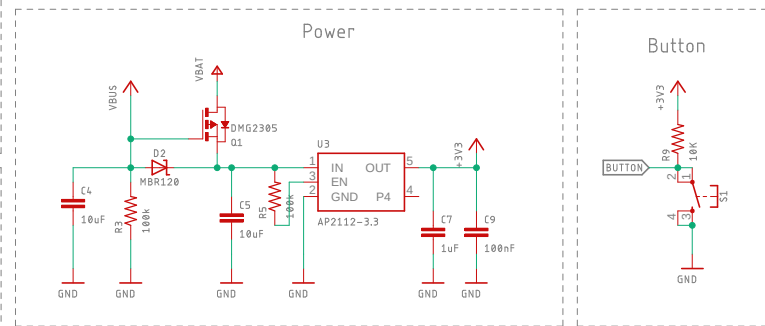 Power
Button
VBUS
VBAT
DMG2305
Q1
D2
MBR120
C4
10uF
R3
100k
C5
10uF
R5
100k
U3
1
IN
OUT
5
3
EN
2
GND
P4
4
AP2112-3.3
+3V3
C7
1uF
C9
100nF
GND
GND
GND
GND
GND
GND
+3V3
R9
10K
BUTTON
2
1
S1
4
3
GND